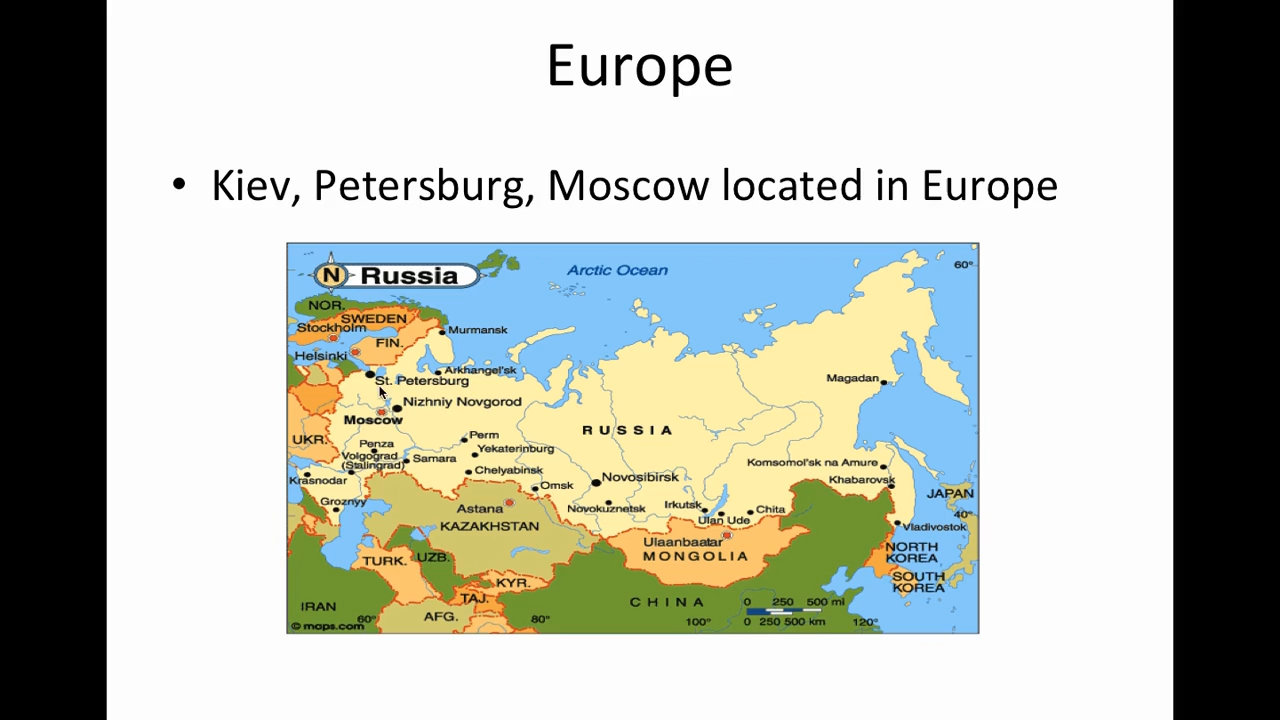 Europe
• Kiev, Petersburg, Moscow located in Europe
N Russia
Arctic Ocean
60°
NOR.
SWEDEN
Stockholm
FIN.
Murmansk
Helsinki
Arkhangel'sk
St. Petersburg
Magadan
Nizhniy Novgorod
Moscow
RUSSIA
UKR.
Perm
Penza
Yekaterinburg
Volgograd
(Stalingrad)
Samara
Komsomol'sk na Amure
Chelyabinsk
Krasnodar
Omsk
Novosibirsk
Khabarovsk
JAPAN
Groznyy
Astana
Novokuznetsk
Irkutsk
Chita
40°
Ulan Ude
KAZAKHSTAN
Vladivostok
Ulaanbaatar
MONGOLIA
NORTH
KOREA
TURK.
UZB.
KYR.
SOUTH
KOREA
TAJ.
CHINA
0 250 500 mi
IRAN
60°
AFG.
80°
100°
0 250 500 km
120°
© maps.com